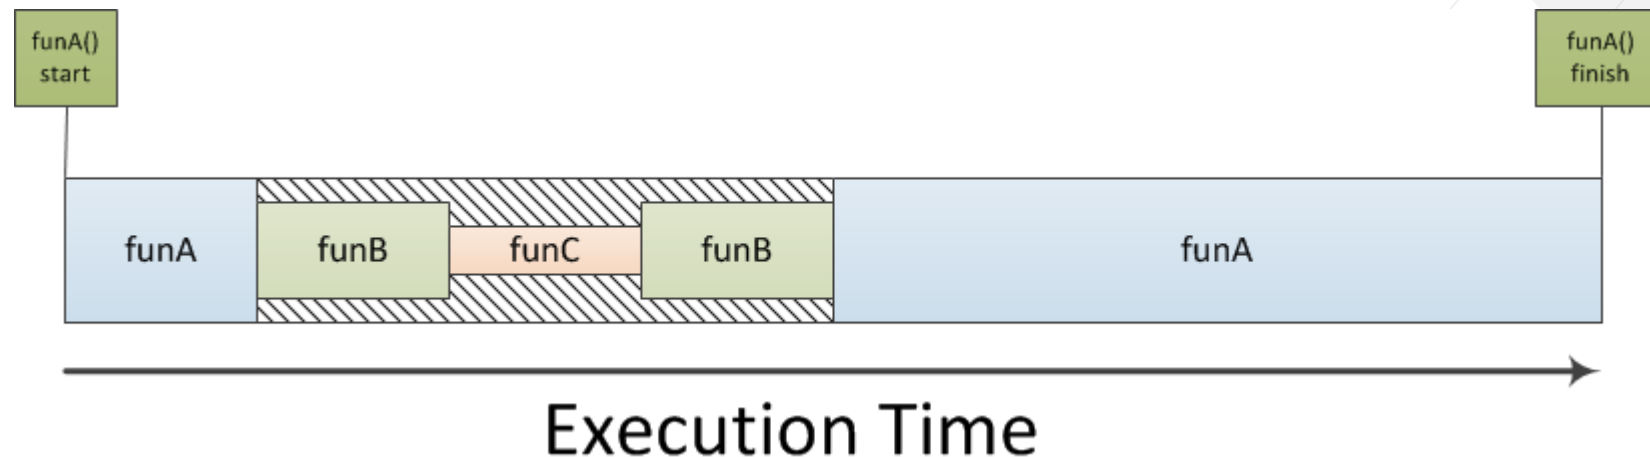 funA()
start
funA()
finish
funA
funB
funC
funB
funA
Execution Time